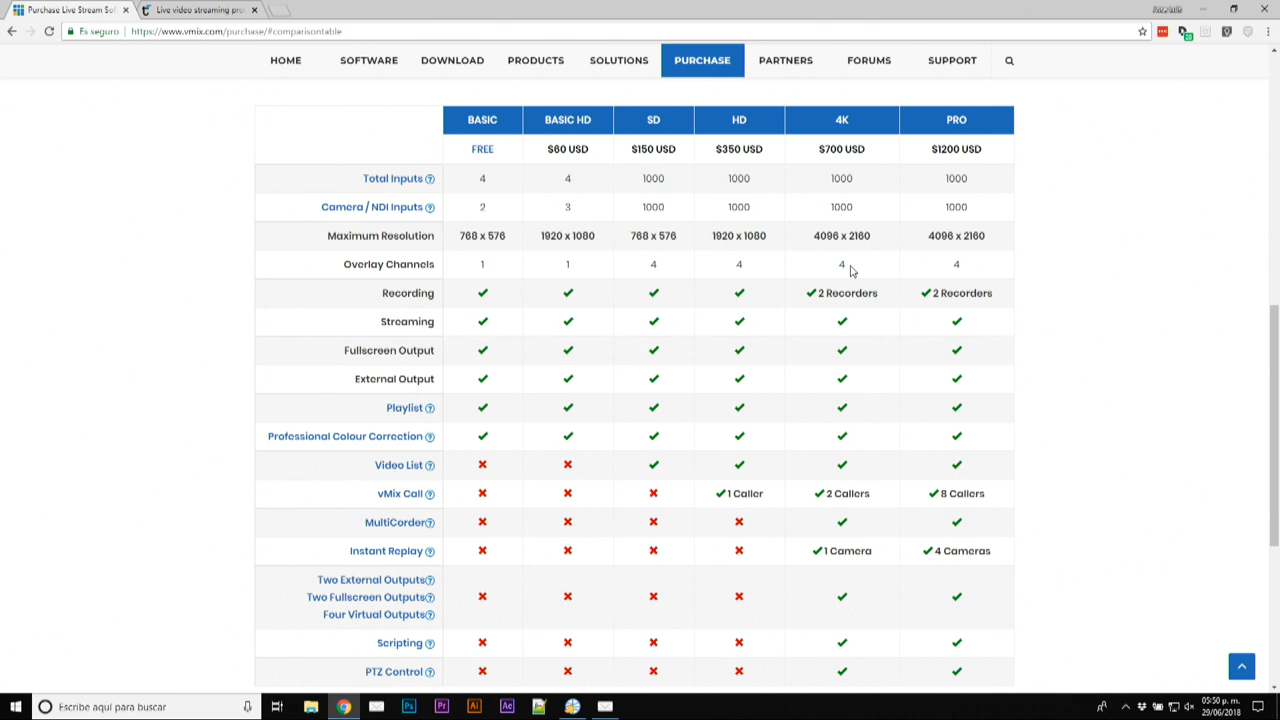 Purchase Live Stream Sof
Live video streaming pro
Es seguro | https://www.vmix.com/purchase/#comparisontable
HOME SOFTWARE DOWNLOAD PRODUCTS SOLUTIONS PURCHASE PARTNERS FORUMS SUPPORT
BASIC BASIC HD SD HD 4K PRO
FREE $60 USD $150 USD $350 USD $700 USD $1200 USD
Total Inputs 4 4 1000 1000 1000 1000
Camera / NDI Inputs 2 3 1000 1000 1000 1000
Maximum Resolution 768 x 576 1920 x 1080 768 x 576 1920 x 1080 4096 x 2160 4096 x 2160
Overlay Channels 1 1 4 4 4 4
Recording 2 Recorders 2 Recorders
Streaming
Fullscreen Output
External Output
Playlist
Professional Colour Correction
Video List
vMix Call 1 Caller 2 Callers 8 Callers
MultiCorder
Instant Replay 1 Camera 4 Cameras
Two External Outputs
Two Fullscreen Outputs
Four Virtual Outputs
Scripting
PTZ Control
Escribe aquí para buscar
Ps Pr Ai Ae
05:50 p. m.
29/06/2018